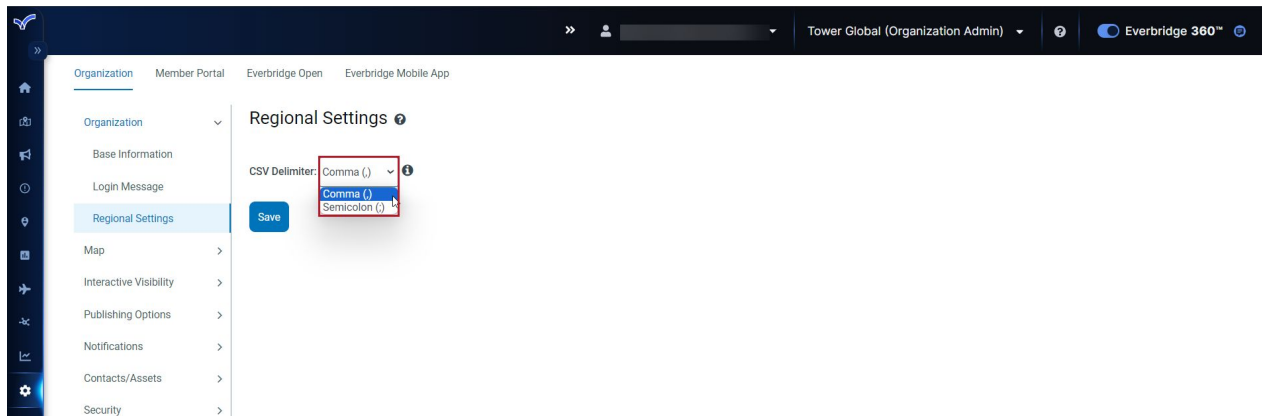 Tower Global (Organization Admin)
Everbridge 360™
Organization
Member Portal
Everbridge Open
Everbridge Mobile App
Organization
Base Information
Login Message
Regional Settings
Map
Interactive Visibility
Publishing Options
Notifications
Contacts/Assets
Security
Regional Settings
CSV Delimiter: Comma (,)
Comma (,)
Semicolon (;)
Save